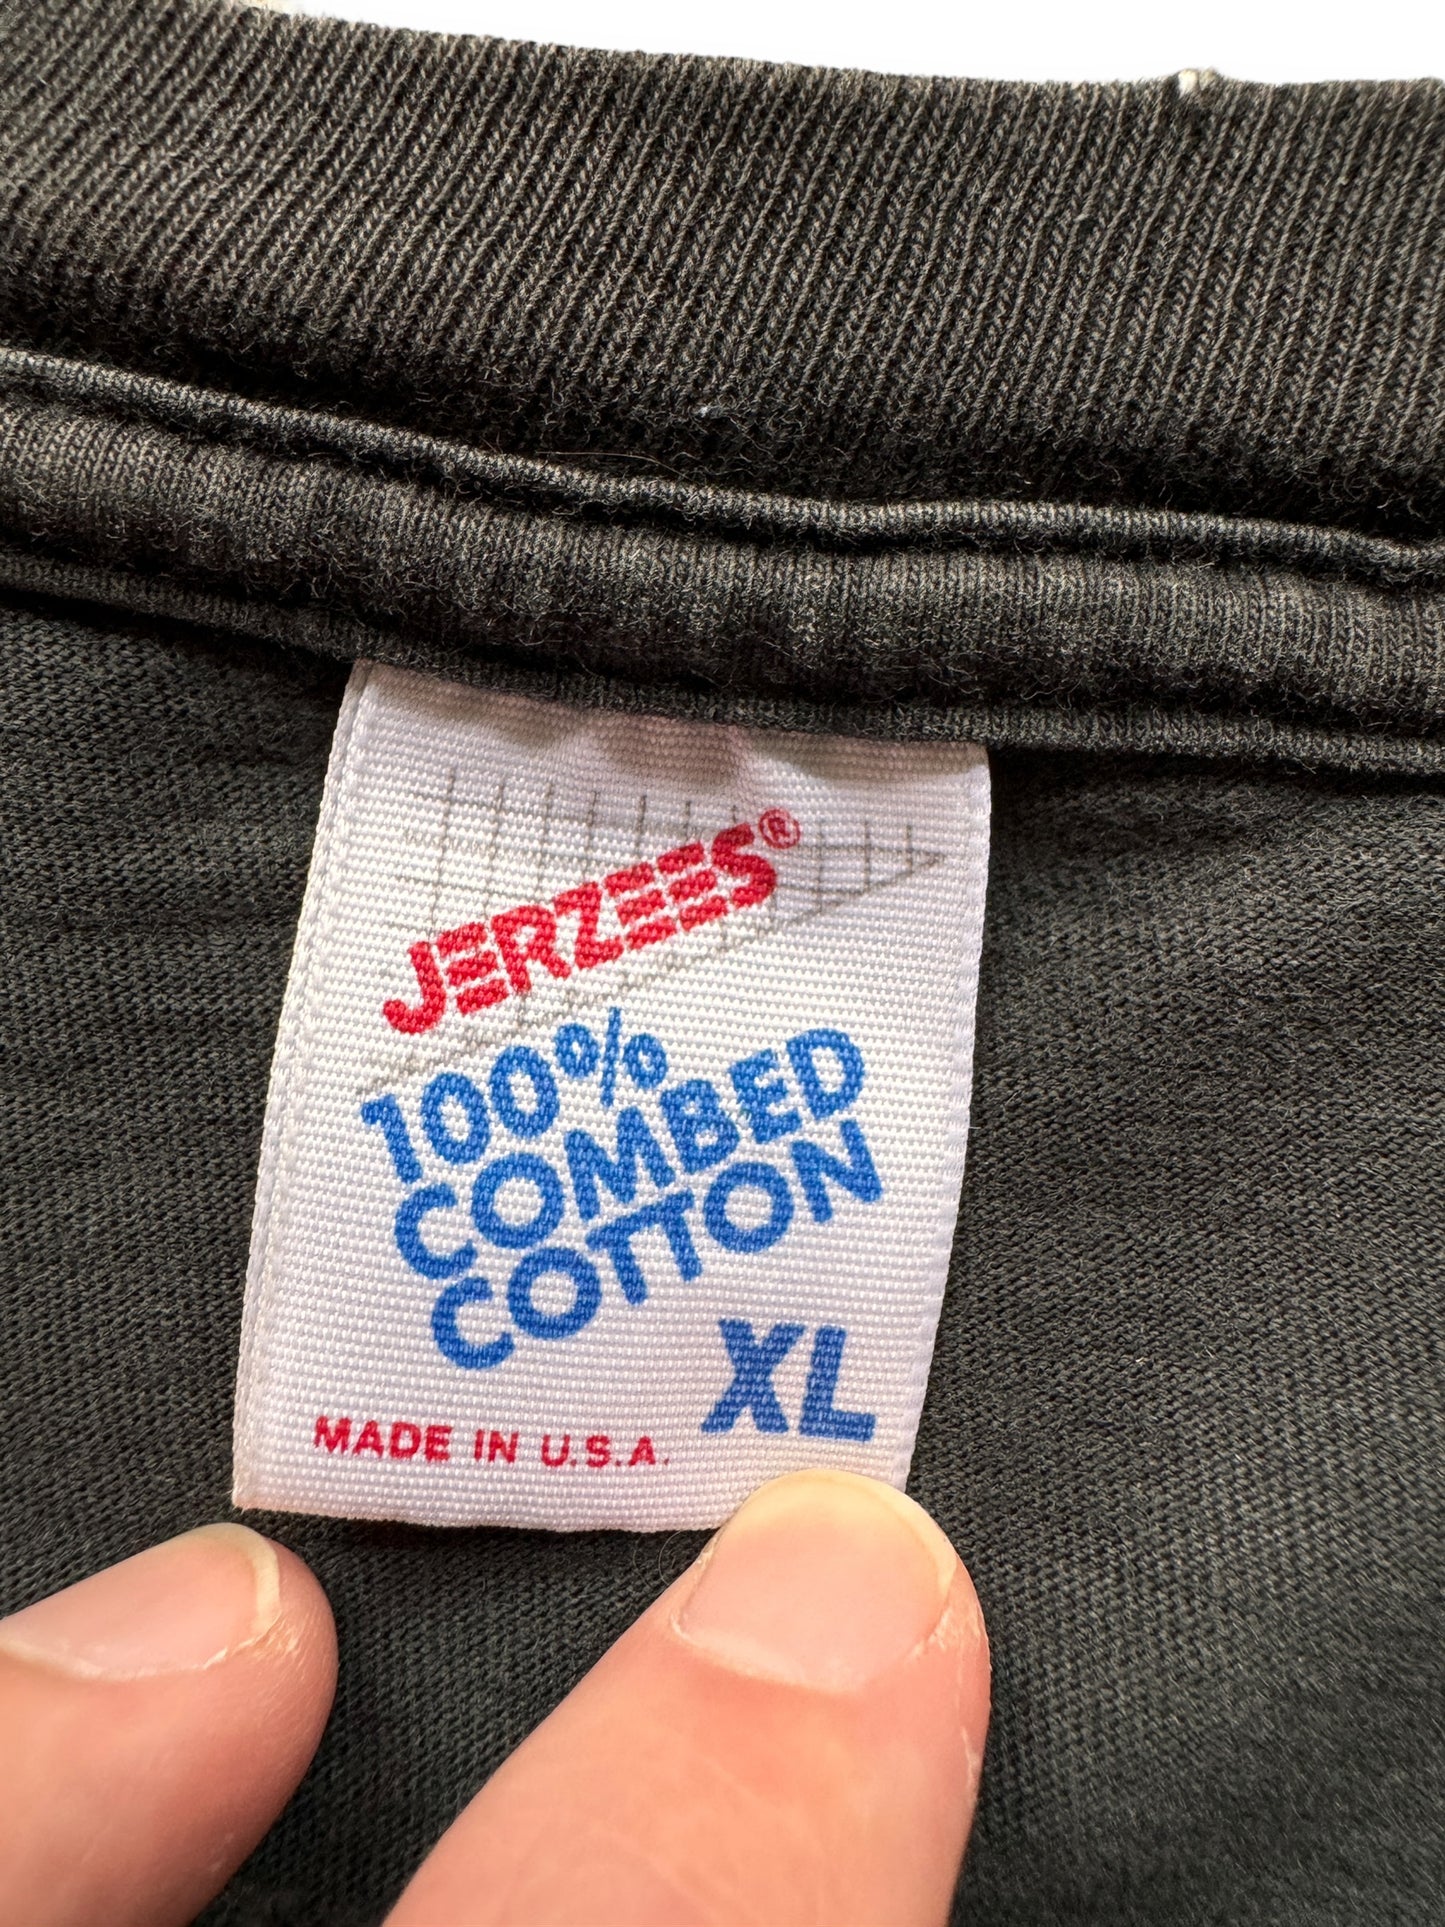 JERZEES®
100%
COMBED
COTTON
XL
MADE IN U.S.A.